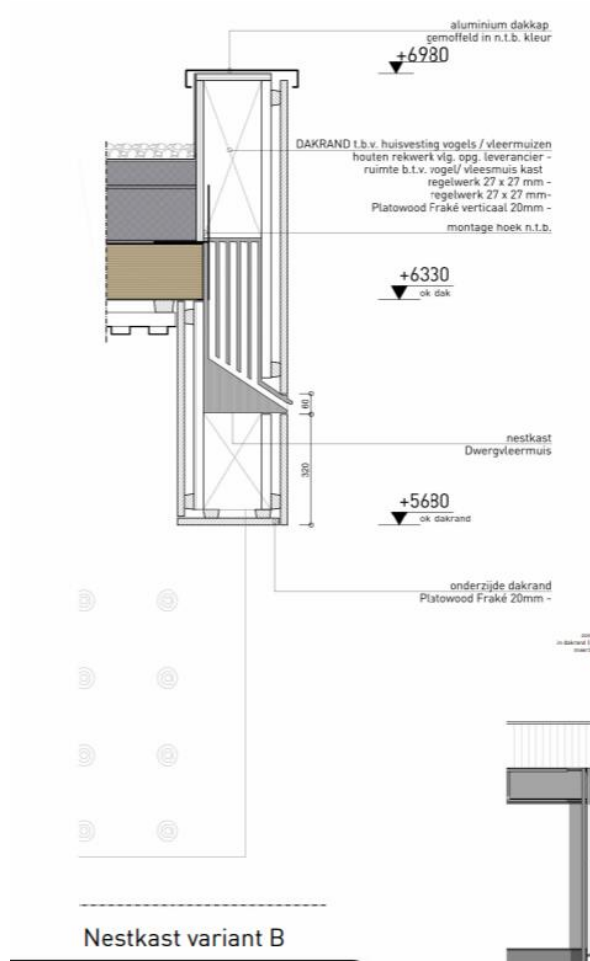 aluminium dakkap
gemoffeld in n.t.b. kleur
+6980
DAKRAND t.b.v. huisvesting vogels / vleermuizen
houten rekwerk vlg. opg. leverancier -
ruimte b.t.v. vogel/ vleesmuis kast
regelwerk 27 x 27 mm -
regelwerk 27 x 27 mm-
Platowood Fraké verticaal 20mm -
montage hoek n.t.b.
+6330
ok dak
60
nestkast
Dwergvleermuis
320
+5680
ok dakrand
onderzijde dakrand
Platowood Fraké 20mm -
in dakrand
Nestkast variant B